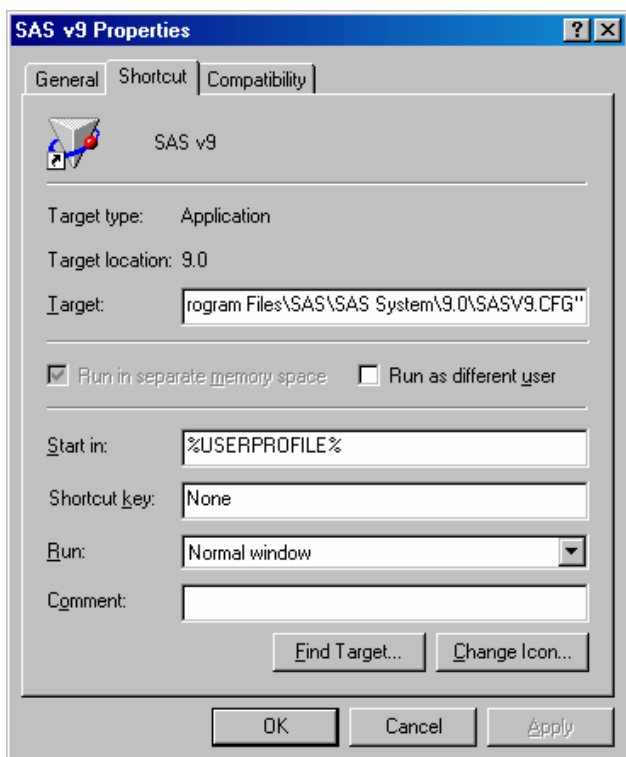 SAS v9 Properties
General Shortcut Compatibility
SAS v9
Target type: Application
Target location: 9.0
Target: rogram Files\SAS\SAS System\9.0\SASV9.CFG"
Run in separate memory space Run as different user
Start in: %USERPROFILE%
Shortcut key: None
Run: Normal window
Comment:
Find Target... Change Icon...
OK Cancel Apply